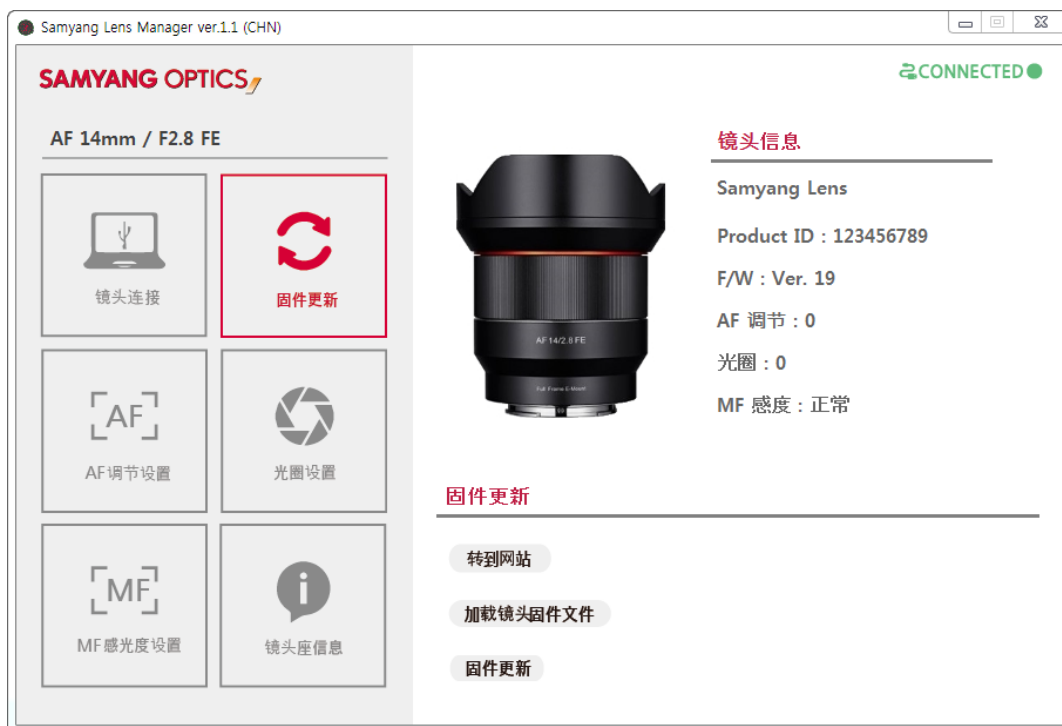 Samyang Lens Manager ver.1.1 (CHN)
SAMYANG OPTICS
CONNECTED
AF 14mm / F2.8 FE
镜头连接
固件更新
AF
AF调节设置
光圈设置
MF
MF感光度设置
镜头座信息
AF 14/2.8 FE
Full Frame E-Mount
镜头信息
Samyang Lens
Product ID : 123456789
F/W : Ver. 19
AF 调节 : 0
光圈 : 0
MF 感度 : 正常
固件更新
转到网站
加载镜头固件文件
固件更新